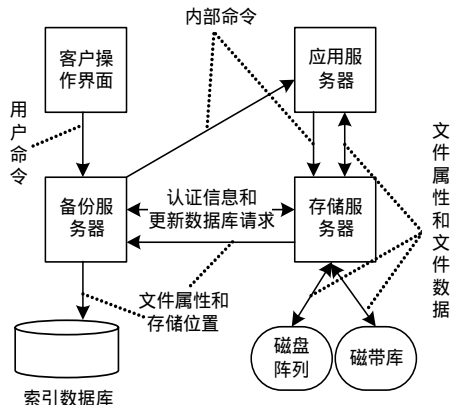 内部命令
客户操
作界面
应用服
务器
用
户
命
令
文
件
属
性
和
文
件
数
据
备份服
务器
认证信息和
更新数据库请求
存储服
务器
文件属性和
存储位置
磁盘
阵列
磁带库
索引数据库